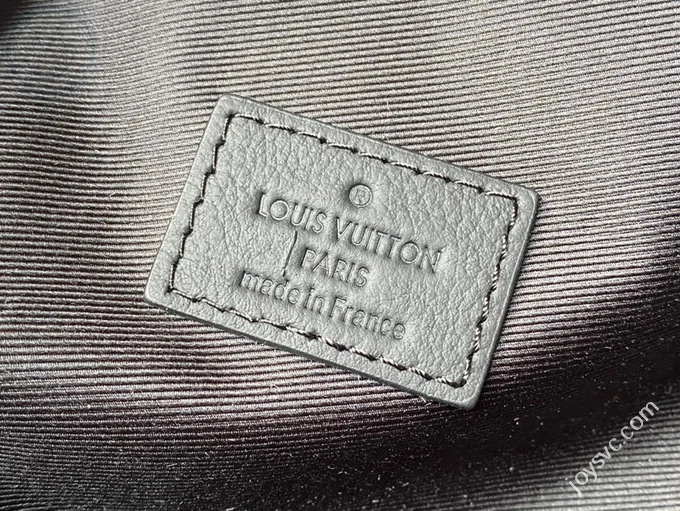 ®
LOUIS VUITTON
PARIS
made in France
joysvc.com